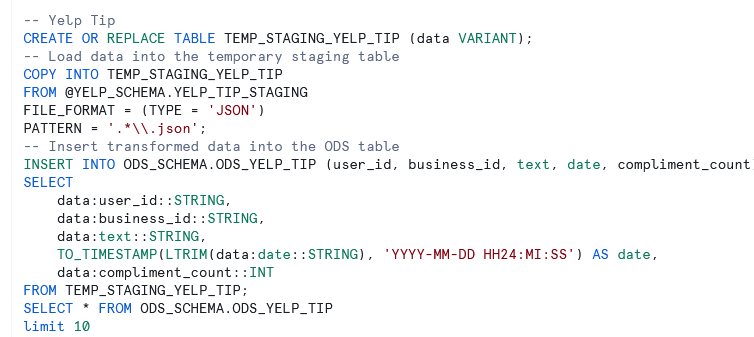 -- Yelp Tip
CREATE OR REPLACE TABLE TEMP_STAGING_YELP_TIP (data VARIANT);
-- Load data into the temporary staging table
COPY INTO TEMP_STAGING_YELP_TIP
FROM @YELP_SCHEMA.YELP_TIP_STAGING
FILE_FORMAT = (TYPE = 'JSON')
PATTERN = '.*\\.json';
-- Insert transformed data into the ODS table
INSERT INTO ODS_SCHEMA.ODS_YELP_TIP (user_id, business_id, text, date, compliment_count)
SELECT
    data:user_id::STRING,
    data:business_id::STRING,
    data:text::STRING,
    TO_TIMESTAMP(LTRIM(data:date::STRING), 'YYYY-MM-DD HH24:MI:SS') AS date,
    data:compliment_count::INT
FROM TEMP_STAGING_YELP_TIP;
SELECT * FROM ODS_SCHEMA.ODS_YELP_TIP
limit 10